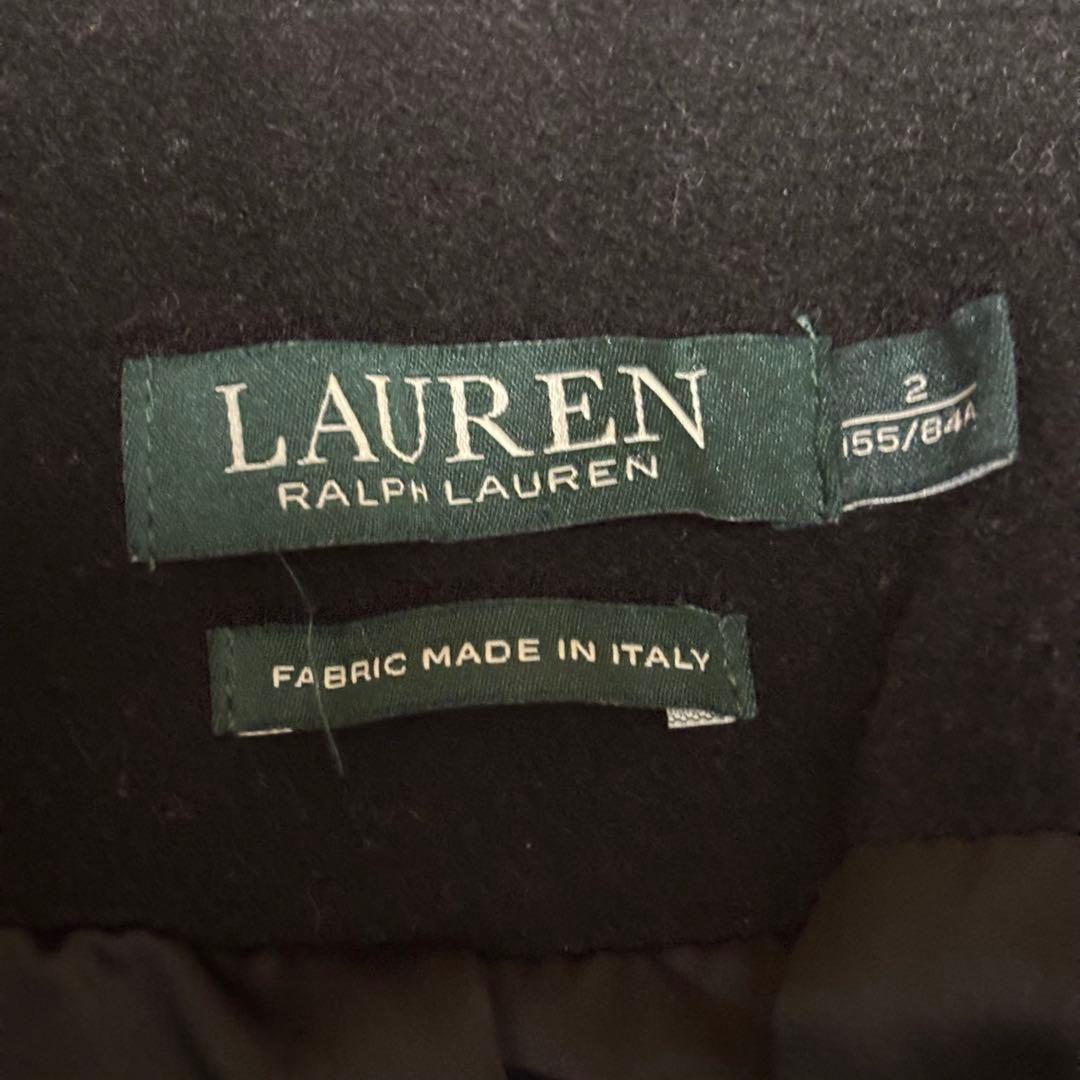 LAUREN
RALPH LAUREN
2
155/84A
FABRIC MADE IN ITALY